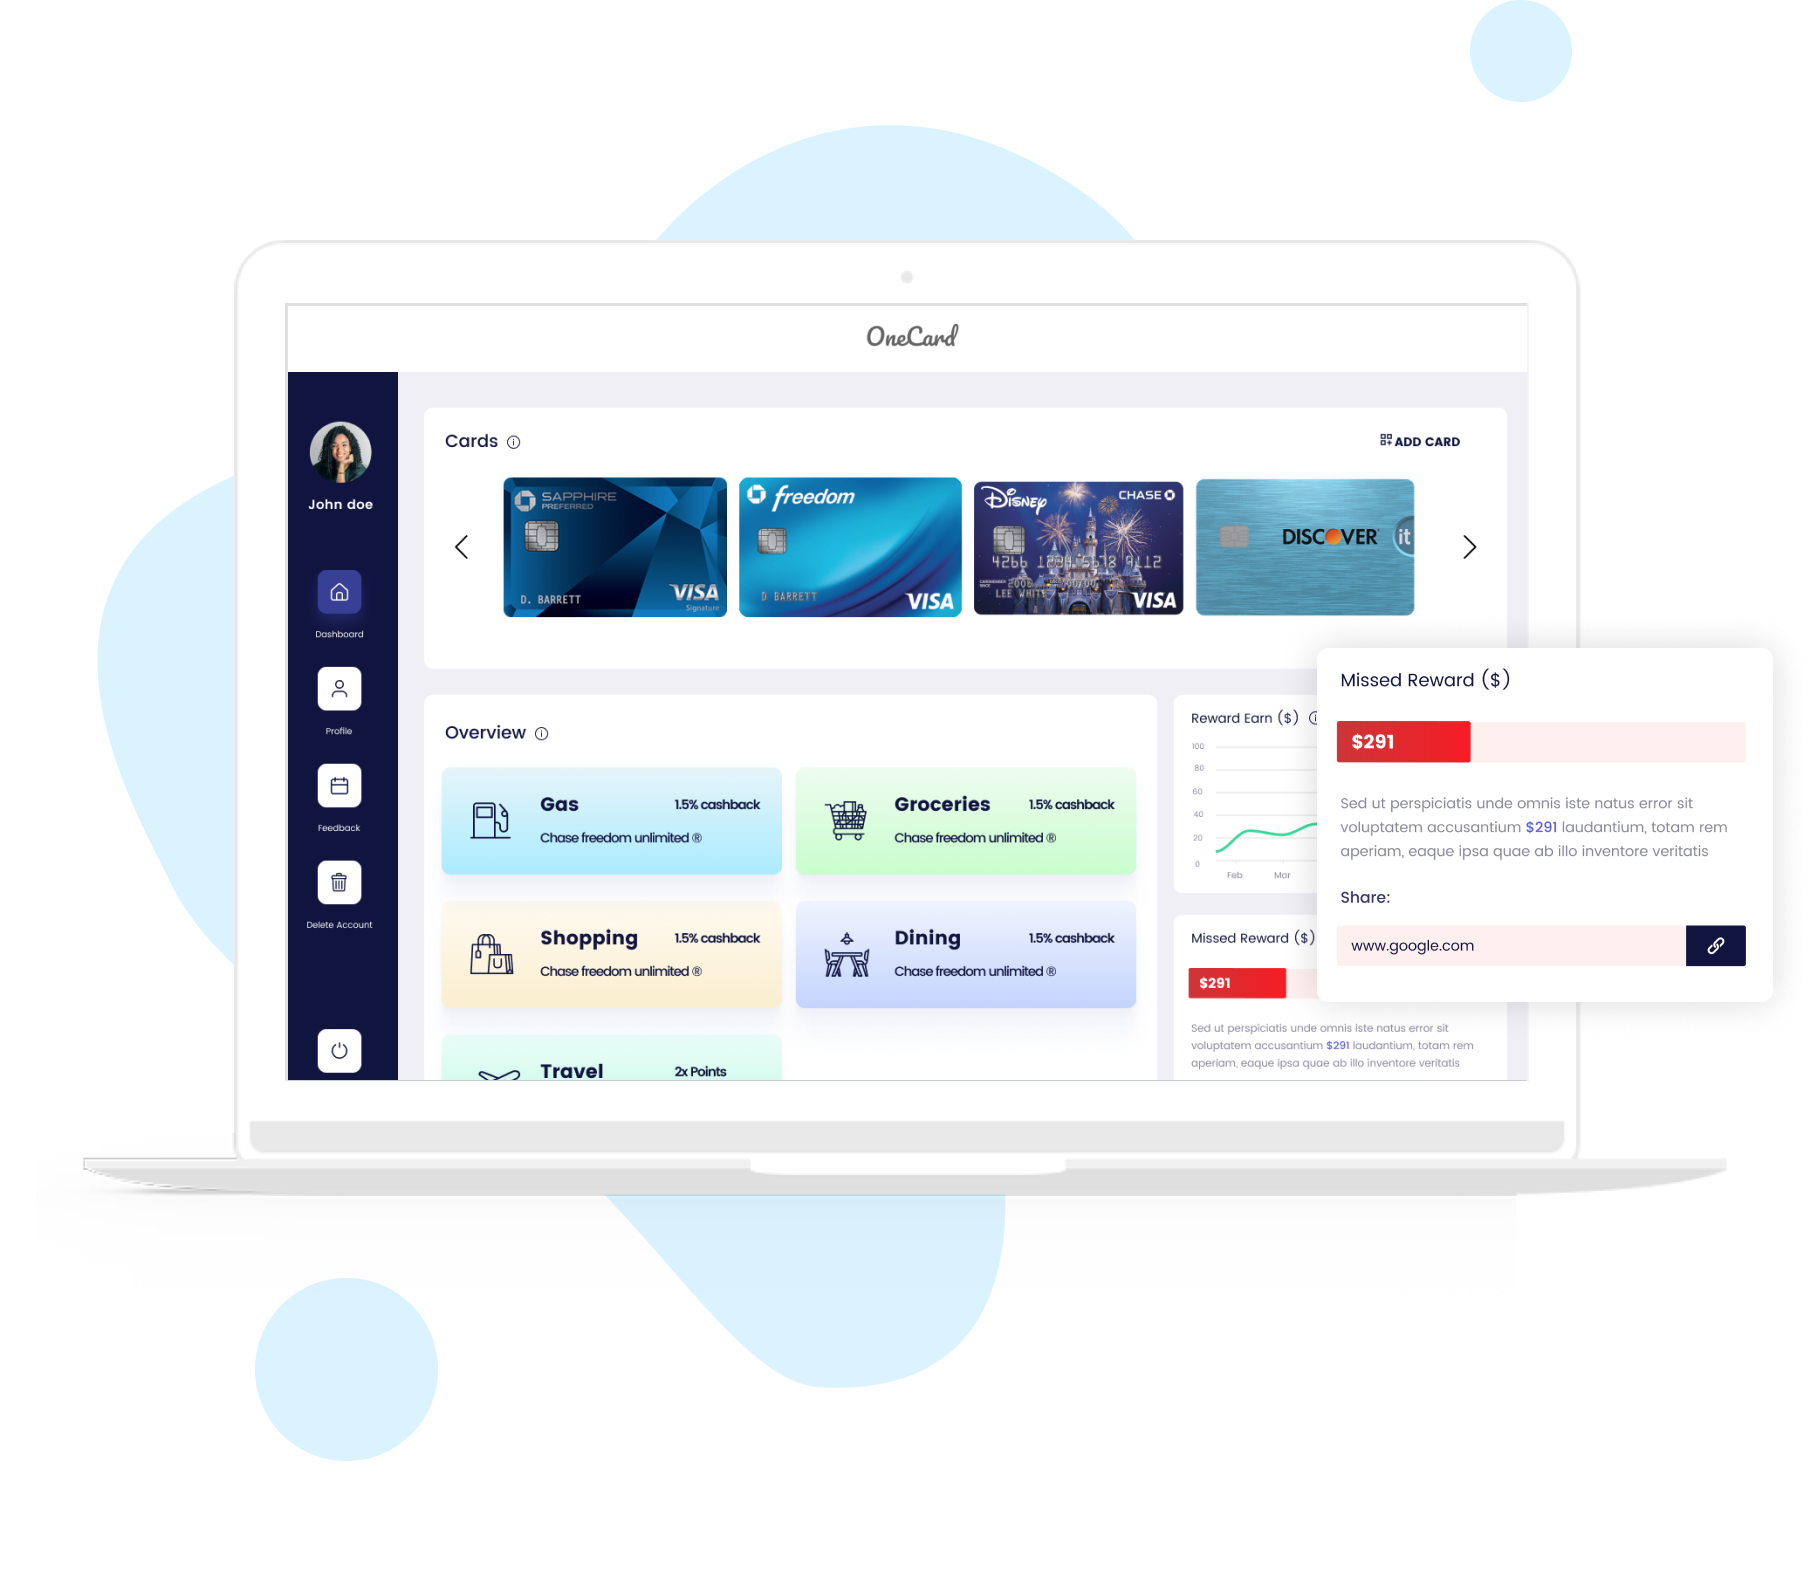 OneCard
John doe
Dashboard
Profile
Feedback
Delete Account
Cards
ADD CARD
SAPPHIRE
PREFERRED
D. BARRETT
VISA
Signature
freedom
D BARRETT
VISA
Disney
CHASE
4266 1234 5678 9112
LEE WHITE
VISA
DISCOVER
it
Overview
Gas
1.5% cashback
Chase freedom unlimited ®
Groceries
1.5% cashback
Chase freedom unlimited ®
Shopping
1.5% cashback
Chase freedom unlimited ®
Dining
1.5% cashback
Chase freedom unlimited ®
Travel
2x Points
Reward Earn ($)
100
80
60
40
20
0
Feb
Mar
Missed Reward ($)
$291
Sed ut perspiciatis unde omnis iste natus error sit
voluptatem accusantium $291 laudantium, totam rem
aperiam, eaque ipsa quae ab illo inventore veritatis
Missed Reward ($)
$291
Sed ut perspiciatis unde omnis iste natus error sit
voluptatem accusantium $291 laudantium, totam rem
aperiam, eaque ipsa quae ab illo inventore veritatis
Share:
www.google.com